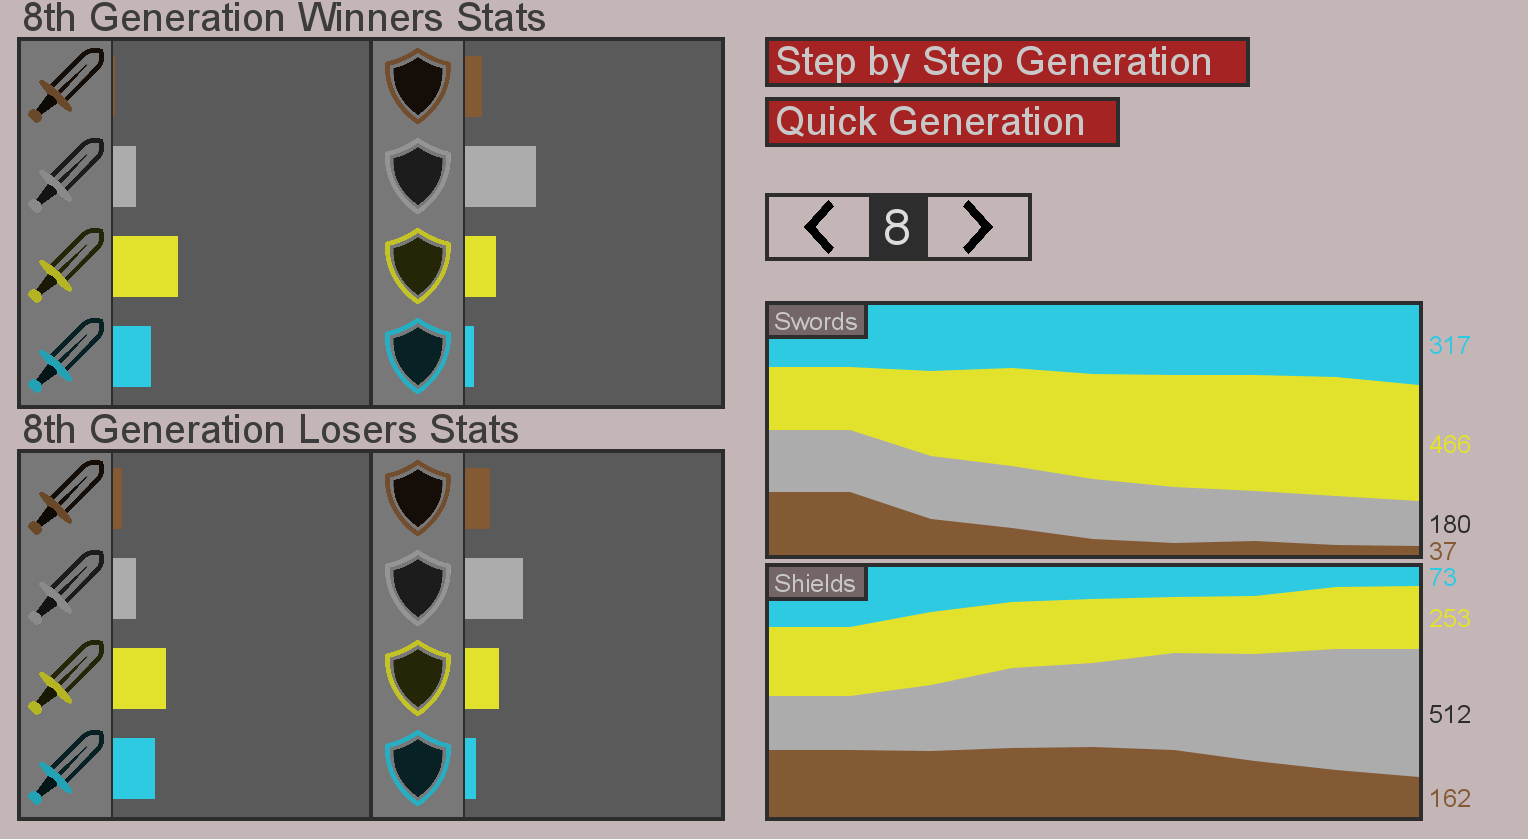 8th Generation Winners Stats
8th Generation Losers Stats
Step by Step Generation
Quick Generation
8
Swords
317
466
180
37
Shields
73
253
512
162